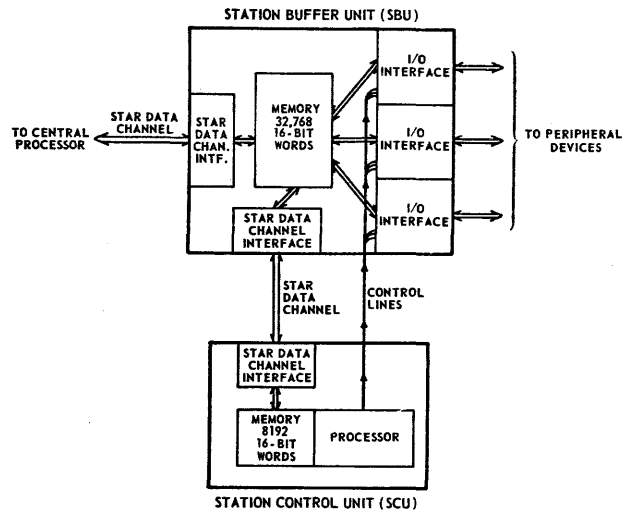 STATION BUFFER UNIT (SBU)
I/O
INTERFACE
MEMORY
32,768
16-BIT
WORDS
STAR DATA
CHANNEL
TO CENTRAL
PROCESSOR
STAR
DATA
CHAN.
INTF.
I/O
INTERFACE
TO PERIPHERAL
DEVICES
I/O
INTERFACE
STAR DATA
CHANNEL
INTERFACE
STAR
DATA
CHANNEL
CONTROL
LINES
STAR DATA
CHANNEL
INTERFACE
MEMORY
8192
16-BIT
WORDS
PROCESSOR
STATION CONTROL UNIT (SCU)